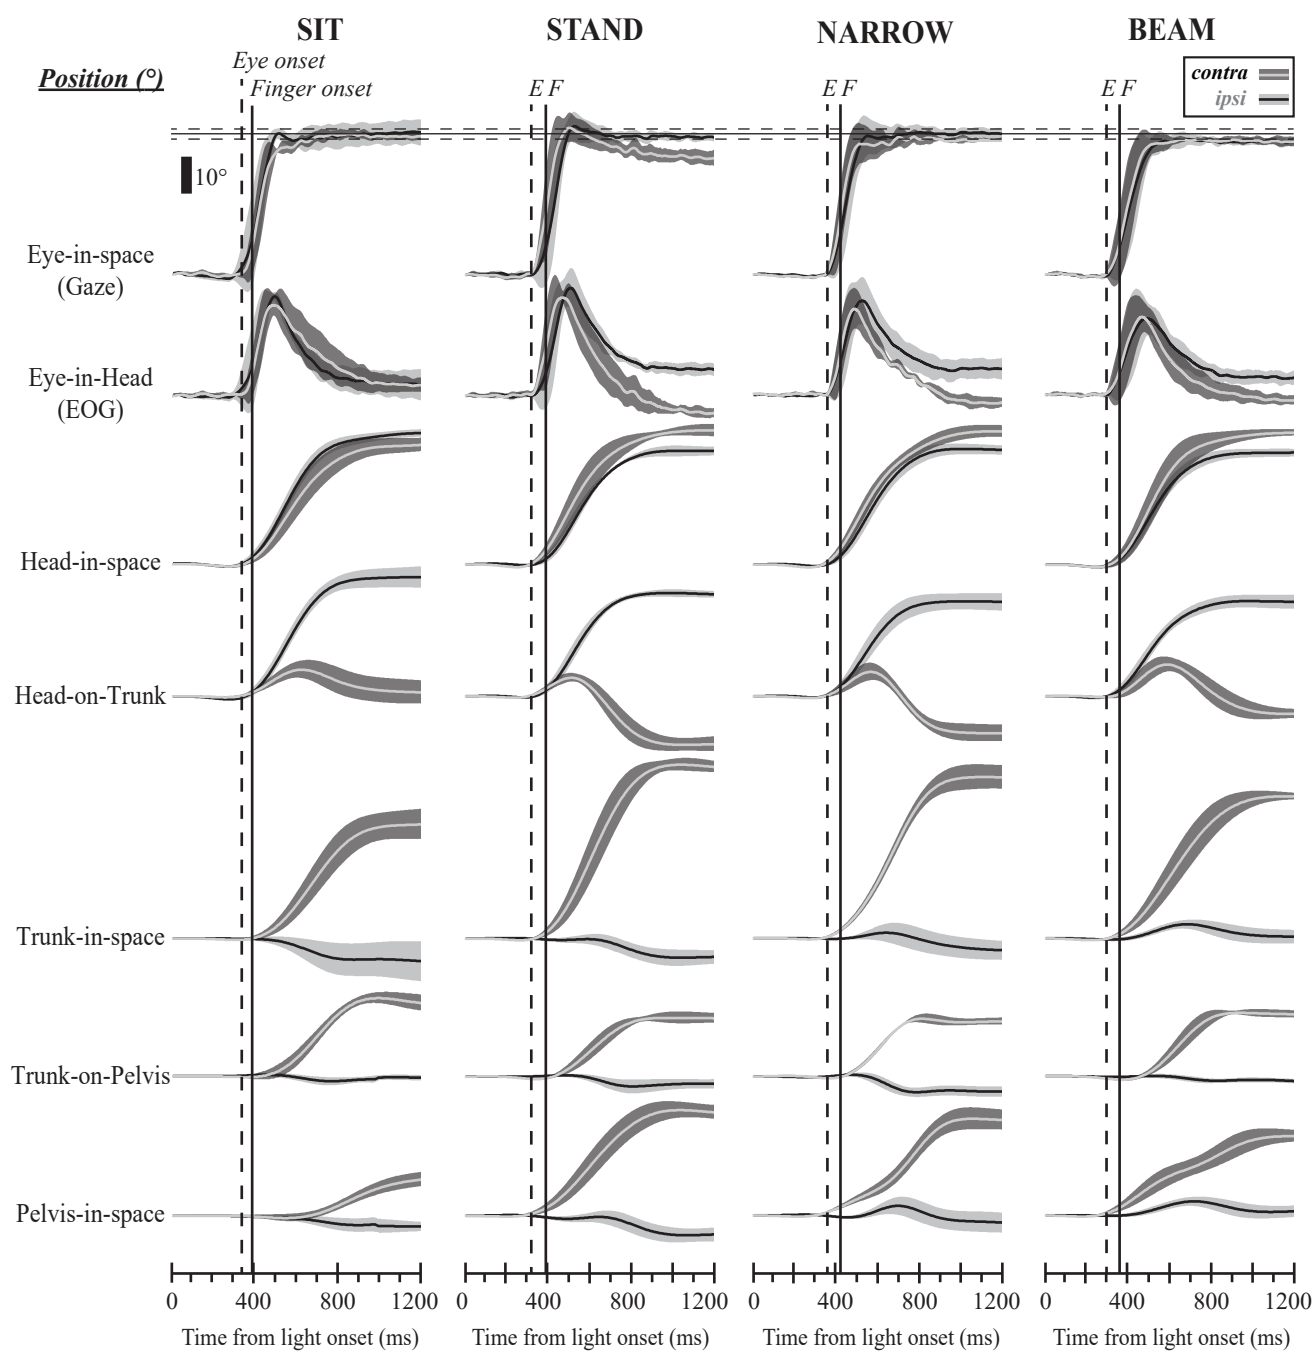 SIT STAND NARROW BEAM
Position (°)
Eye onset
Finger onset
E F
E F
E F
contra
ipsi
10°
Eye-in-space
(Gaze)
Eye-in-Head
(EOG)
Head-in-space
Head-on-Trunk
Trunk-in-space
Trunk-on-Pelvis
Pelvis-in-space
0 400 800 1200 0 400 800 1200 0 400 800 1200 0 400 800 1200
Time from light onset (ms) Time from light onset (ms) Time from light onset (ms) Time from light onset (ms)